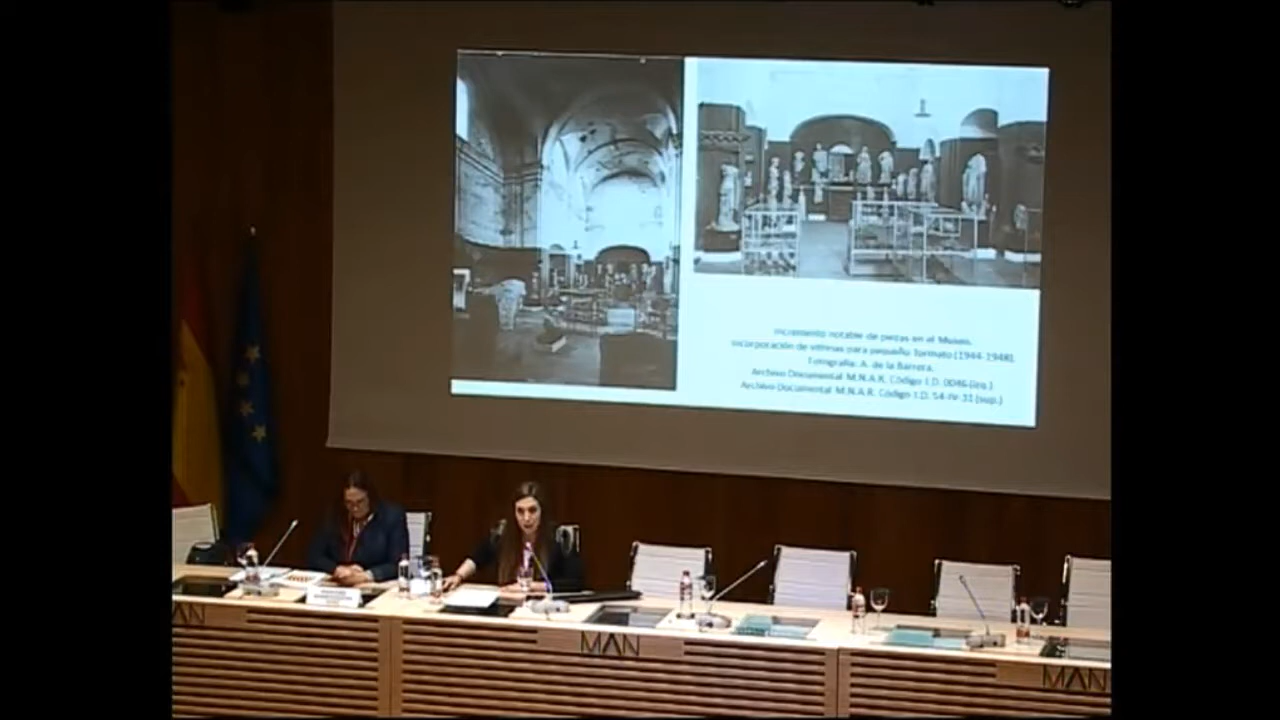 Incremento notable de piezas en el Museo.
Incorporación de vitrinas para pequeño formato (1944-1948).
Fotografía: A. de la Barrera.
Archivo Documental M.N.A.R. Código I.D. 0046 (izq.)
Archivo Documental M.N.A.R. Código I.D. 54-IV-31 (sup.)
MAN
MAN